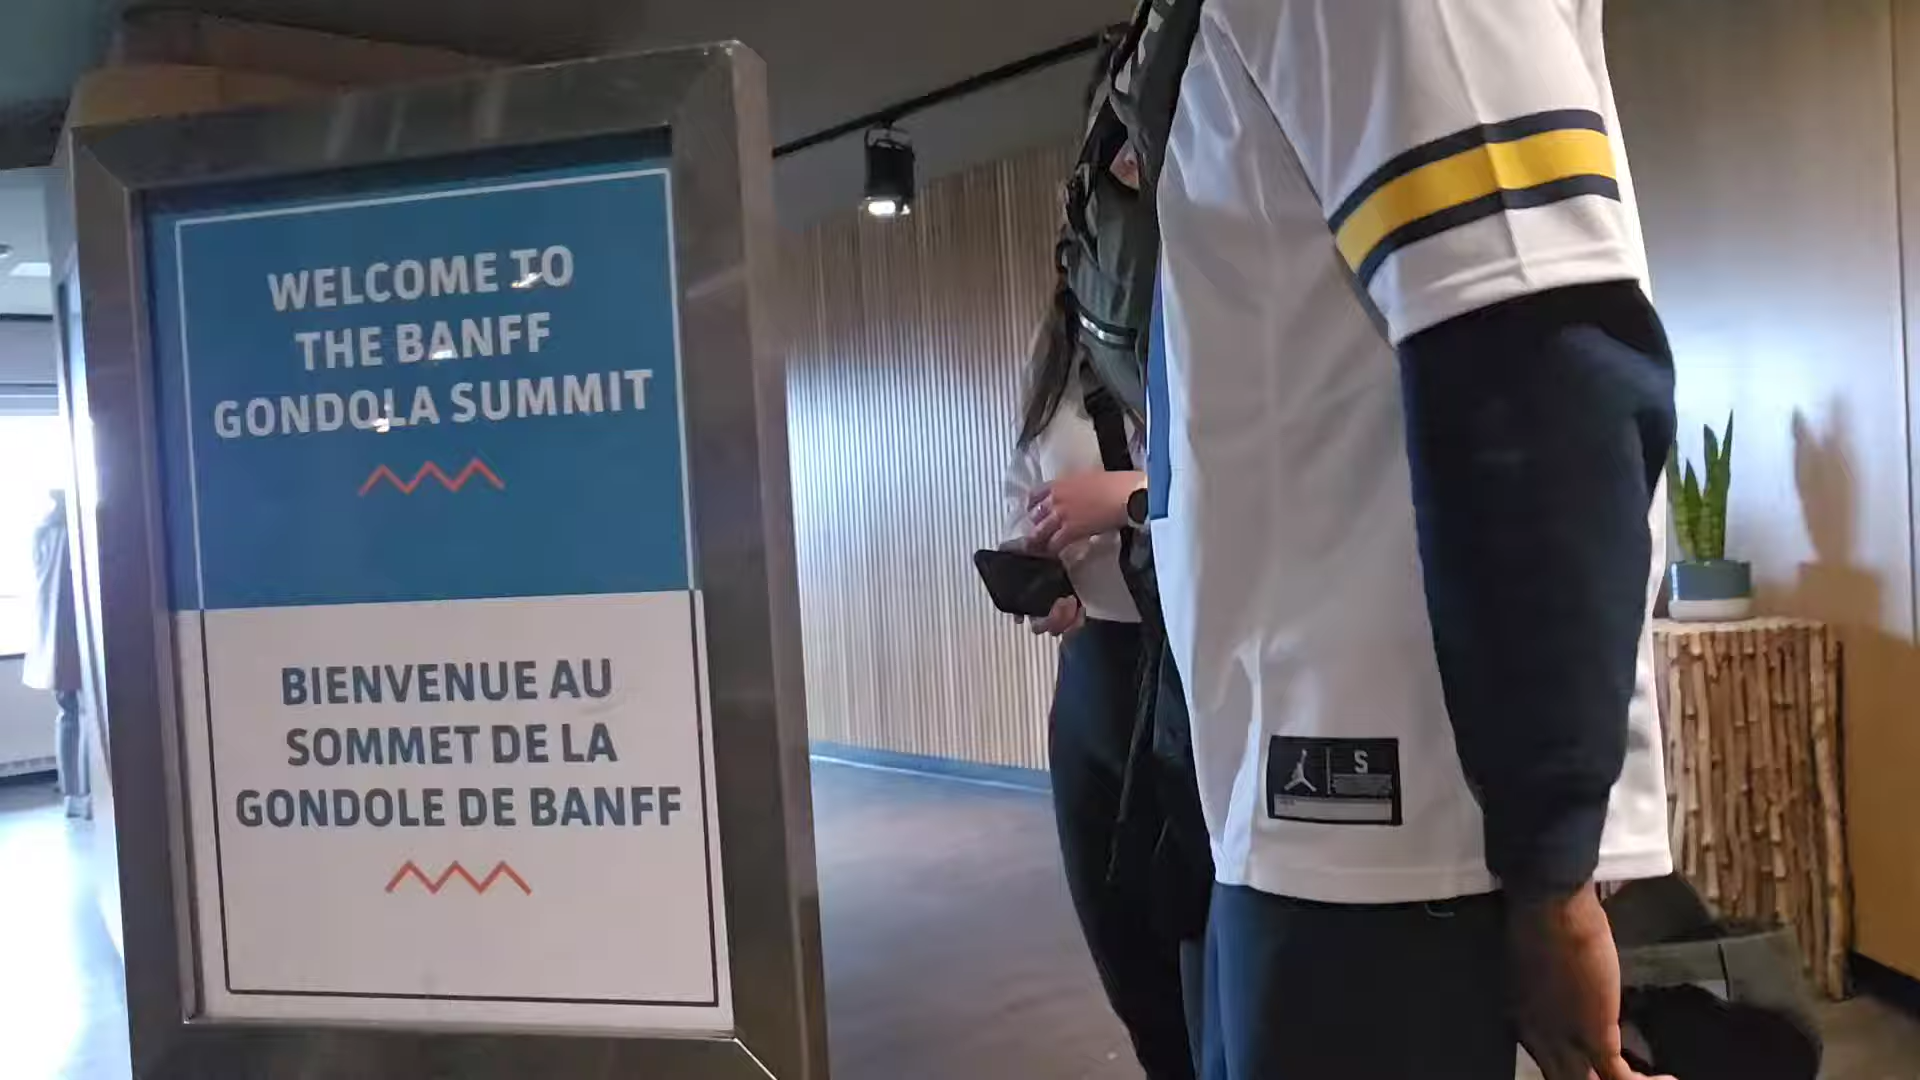 WELCOME TO
THE BANFF
GONDOLA SUMMIT
BIENVENUE AU
SOMMET DE LA
GONDOLE DE BANFF
S